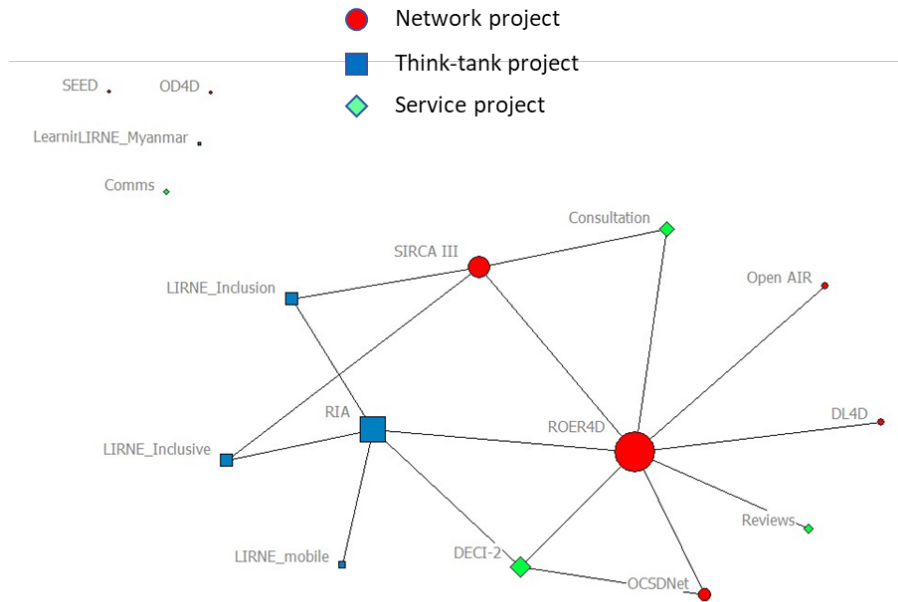 Network project
Think-tank project
Service project
SEED
OD4D
LearninLIRNE_Myanmar
Comms
Consultation
SIRCA III
Open AIR
LIRNE_Inclusion
RIA
DL4D
ROER4D
LIRNE_Inclusive
Reviews
DECI-2
LIRNE_mobile
OCSDNet